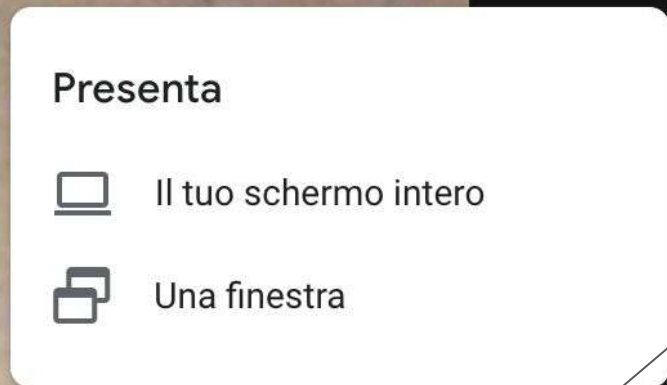 Presenta
Il tuo schermo intero
Una finestra